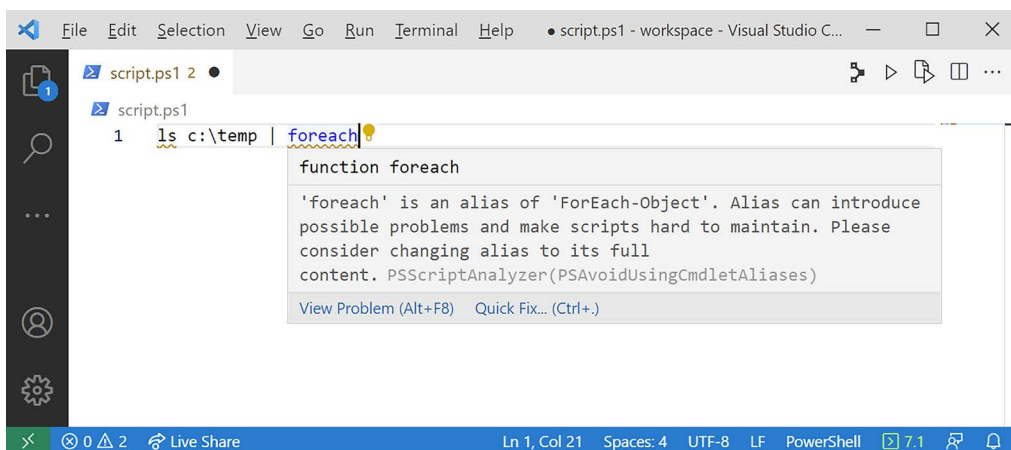 File Edit Selection View Go Run Terminal Help ● script.ps1 - workspace - Visual Studio C...
script.ps1 2 ●
1
script.ps1
1 ls c:\temp | foreach
function foreach
'foreach' is an alias of 'ForEach-Object'. Alias can introduce
possible problems and make scripts hard to maintain. Please
consider changing alias to its full
content. PSScriptAnalyzer(PSAvoidUsingCmdletAliases)
View Problem (Alt+F8) Quick Fix... (Ctrl+.)
0 2 Live Share Ln 1, Col 21 Spaces: 4 UTF-8 LF PowerShell 7.1